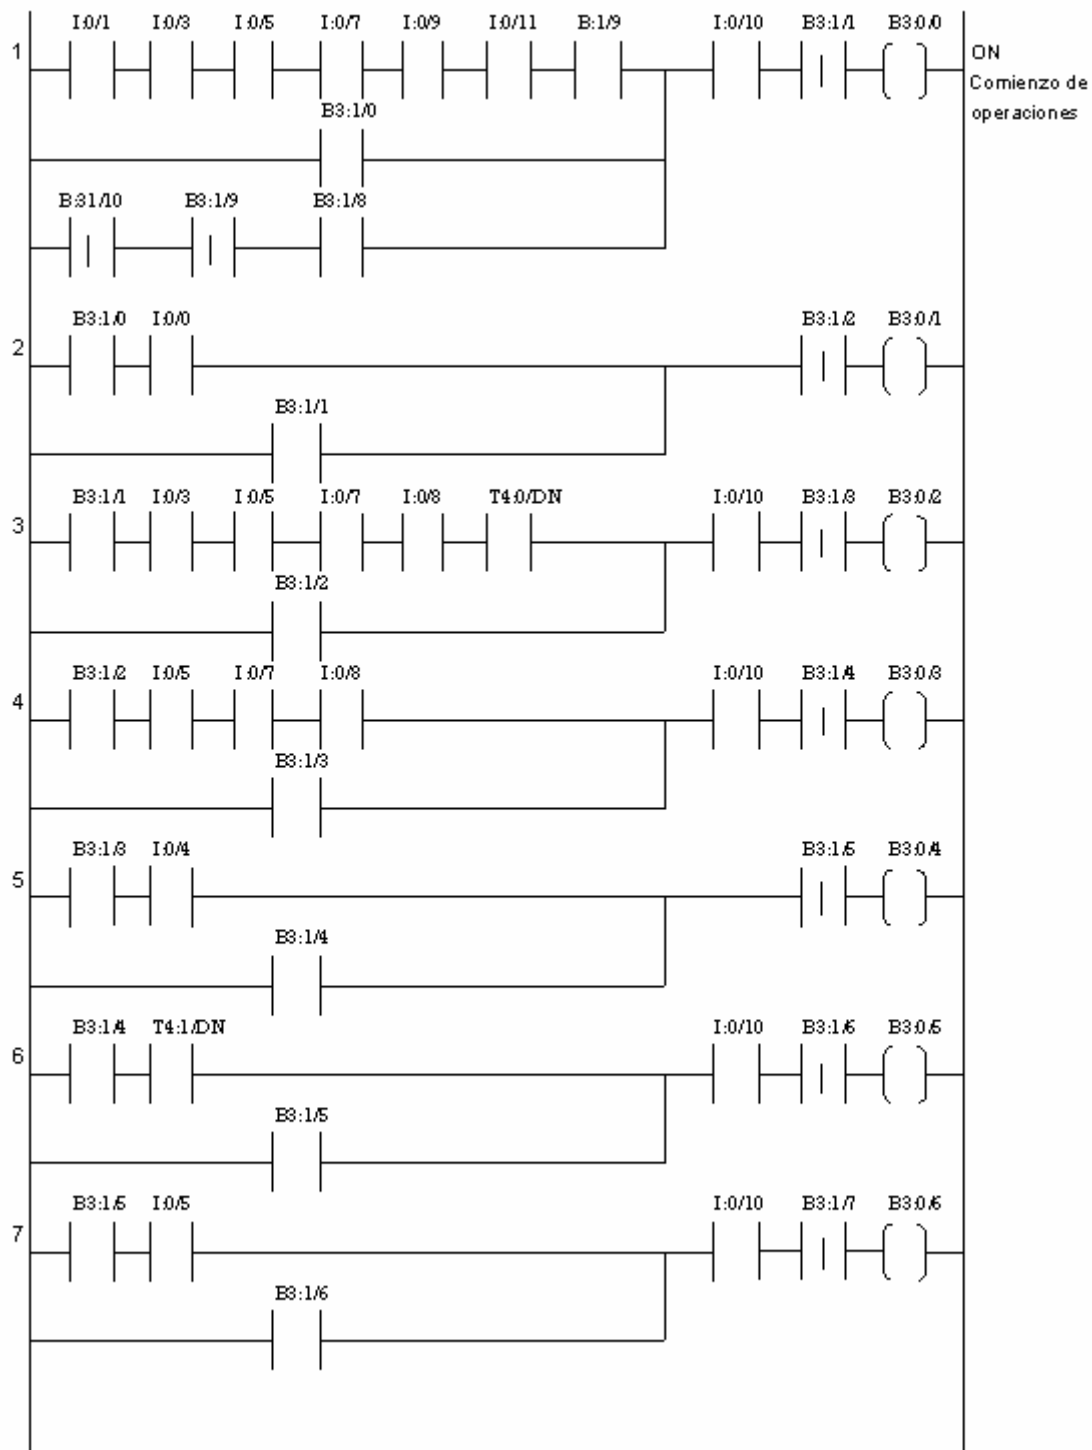 I:0/1 I:0/3 I:0/5 I:0/7 I:0/9 I:0/11 B:1/9 I:0/10 B3:1/1 B3:0/0
1
ON
Comienzo de
operaciones
B3:1/0
B:31/10 B3:1/9 B3:1/8
B3:1/0 I:0/0 B3:1/2 B3:0/1
2
B3:1/1
B3:1/1 I:0/3 I:0/5 I:0/7 I:0/8 T4:0/DN I:0/10 B3:1/3 B3:0/2
3
B3:1/2
B3:1/2 I:0/5 I:0/7 I:0/8 I:0/10 B3:1/4 B3:0/3
4
B3:1/3
B3:1/3 I:0/4 B3:1/5 B3:0/4
5
B3:1/4
B3:1/4 T4:1/DN I:0/10 B3:1/6 B3:0/5
6
B3:1/5
B3:1/5 I:0/5 I:0/10 B3:1/7 B3:0/6
7
B3:1/6